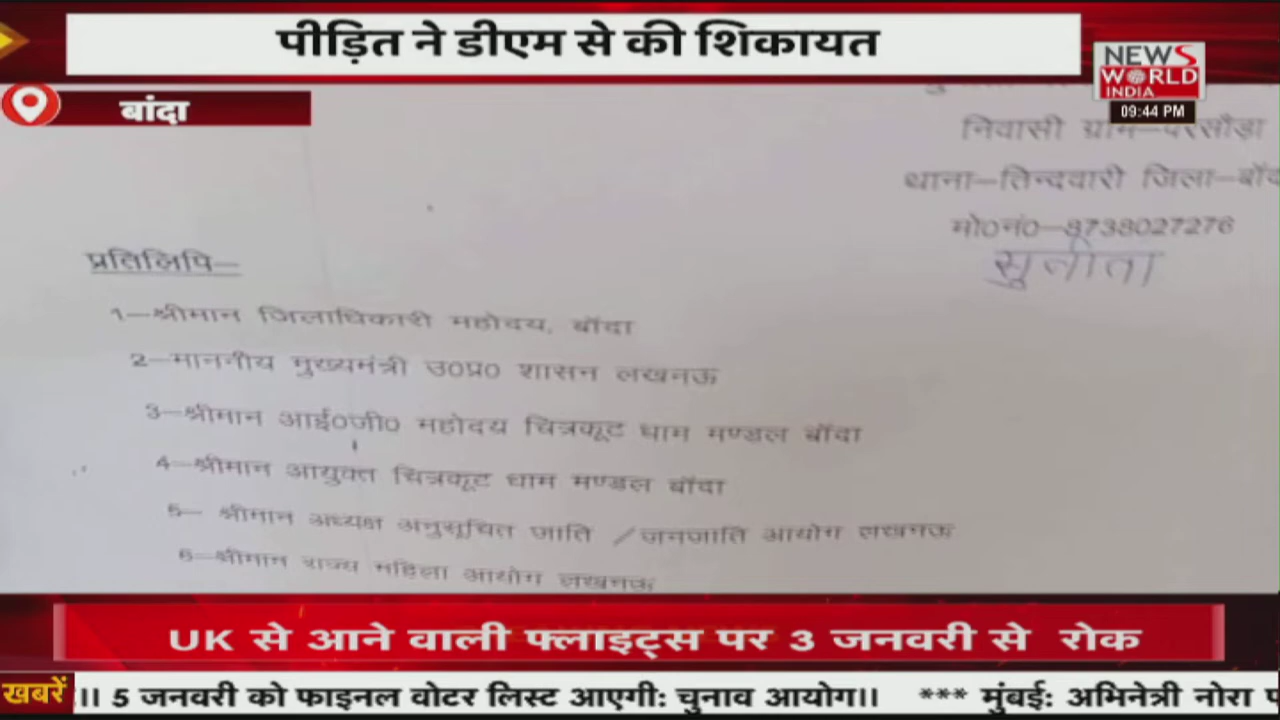 पीड़ित ने डीएम से की शिकायत
NEWS
WORLD
INDIA
09:44 PM
बांदा
निवासी ग्राम–परसौड़ा
थाना–तिन्दवारी जिला–बॉद
मो0नं0–8738027276
सुनीता
प्रतिलिपि–
1–श्रीमान जिलाधिकारी महोदय, बॉदा
2–माननीय मुख्यमंत्री उ0प्र0 शासन लखनऊ
3–श्रीमान आई0जी0 महोदय चित्रकूट धाम मण्डल बॉदा
4–श्रीमान आयुक्त चित्रकूट धाम मण्डल बॉदा
5– श्रीमान अध्यक्ष अनुसूचित जाति /जनजाति आयोग लखनऊ
6–श्रीमान राज्य महिला आयोग लखनऊ
UK से आने वाली फ्लाइट्स पर 3 जनवरी से रोक
खबरें ।। 5 जनवरी को फाइनल वोटर लिस्ट आएगी: चुनाव आयोग।। *** मुंबई: अभिनेत्री नोरा